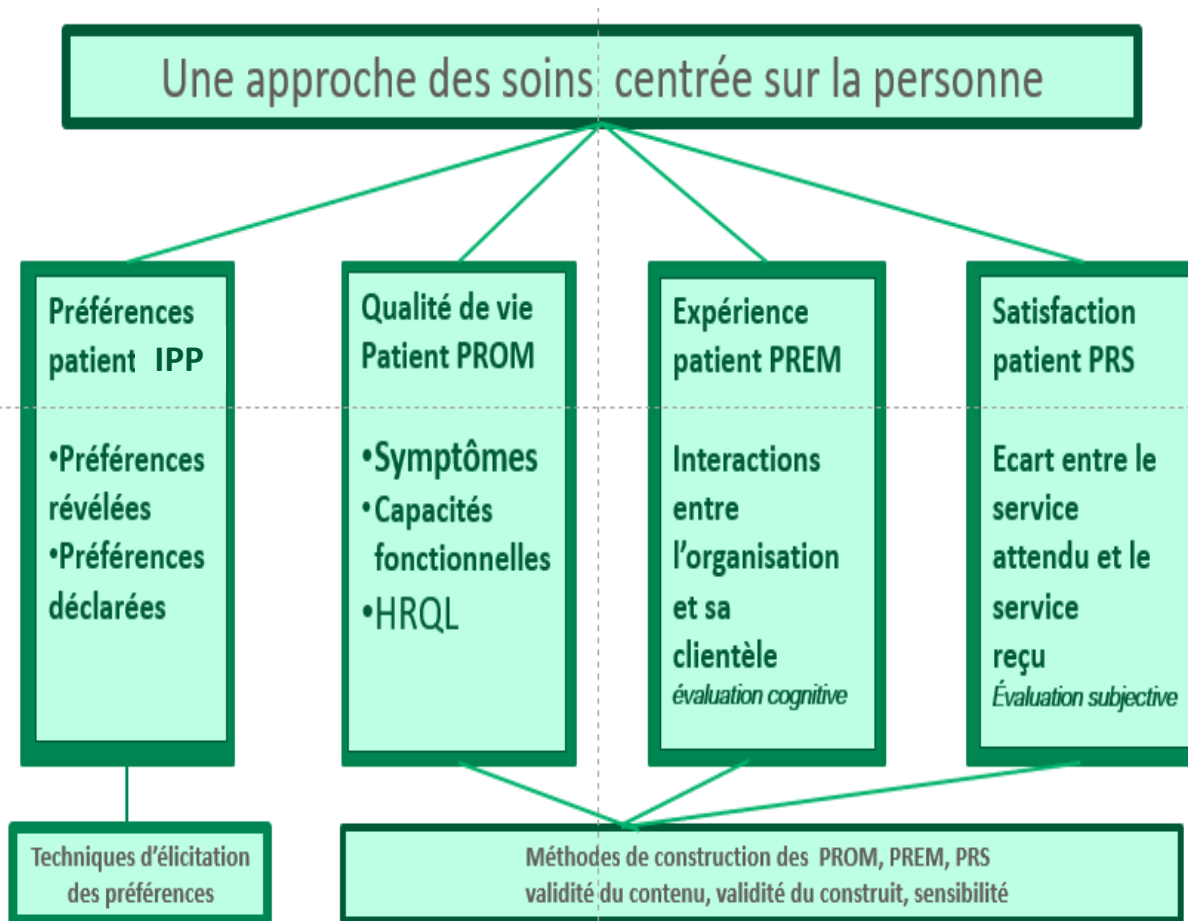 Une approche des soins centrée sur la personne
Préférences
patient IPP
•Préférences
révélées
•Préférences
déclarées
Qualité de vie
Patient PROM
•Symptômes
•Capacités
fonctionnelles
•HRQL
Expérience
patient PREM
Interactions
entre
l'organisation
et sa
clientèle
évaluation cognitive
Satisfaction
patient PRS
Ecart entre le
service
attendu et le
service
reçu
Évaluation subjective
Techniques d'élicitation
des préférences
Méthodes de construction des PROM, PREM, PRS
validité du contenu, validité du construit, sensibilité